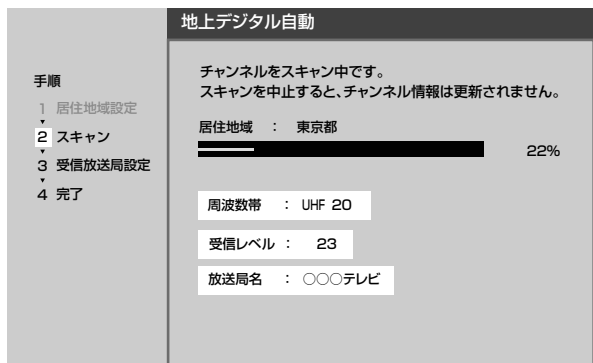 地上デジタル自動
手順
1 居住地域設定
2 スキャン
3 受信放送局設定
4 完了
チャンネルをスキャン中です。
スキャンを中止すると、チャンネル情報は更新されません。
居住地域 : 東京都
22%
周波数帯 : UHF 20
受信レベル : 23
放送局名 : ○○○テレビ